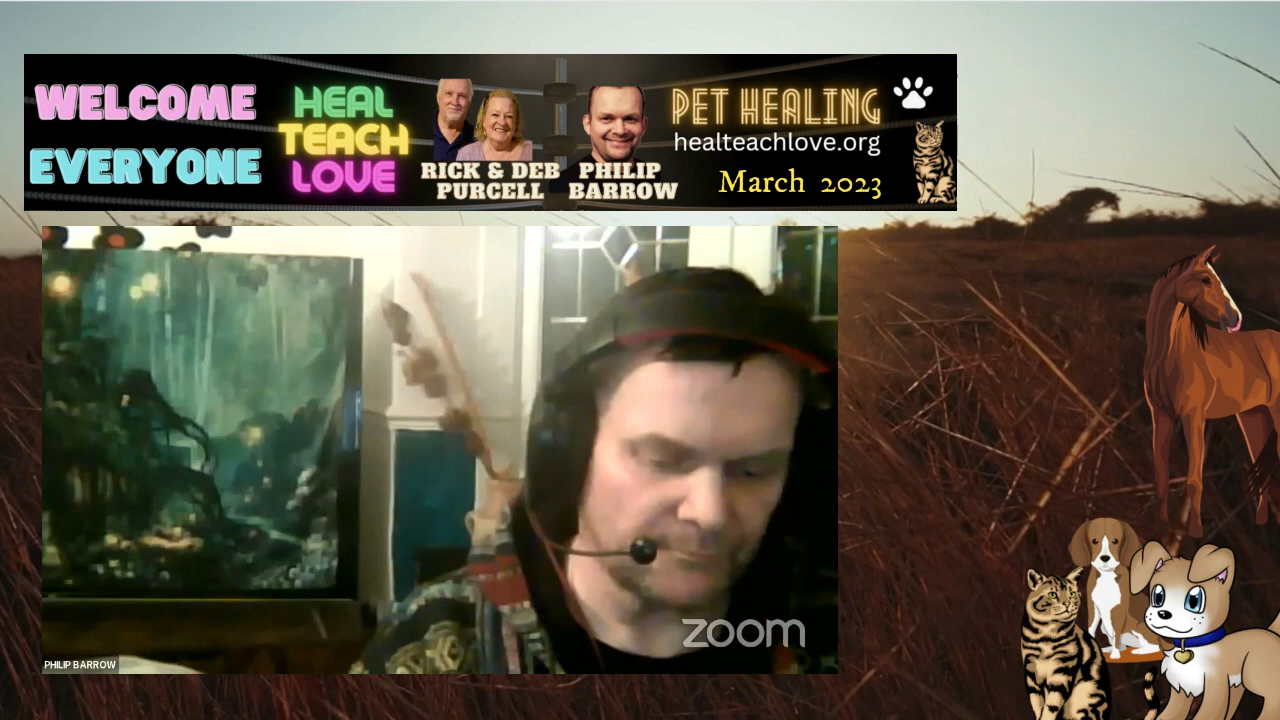 WELCOME
EVERYONE
HEAL
TEACH
LOVE
RICK & DEB
PURCELL
PHILIP
BARROW
PET HEALING
healteachlove.org
March 2023
PHILIP BARROW
zoom